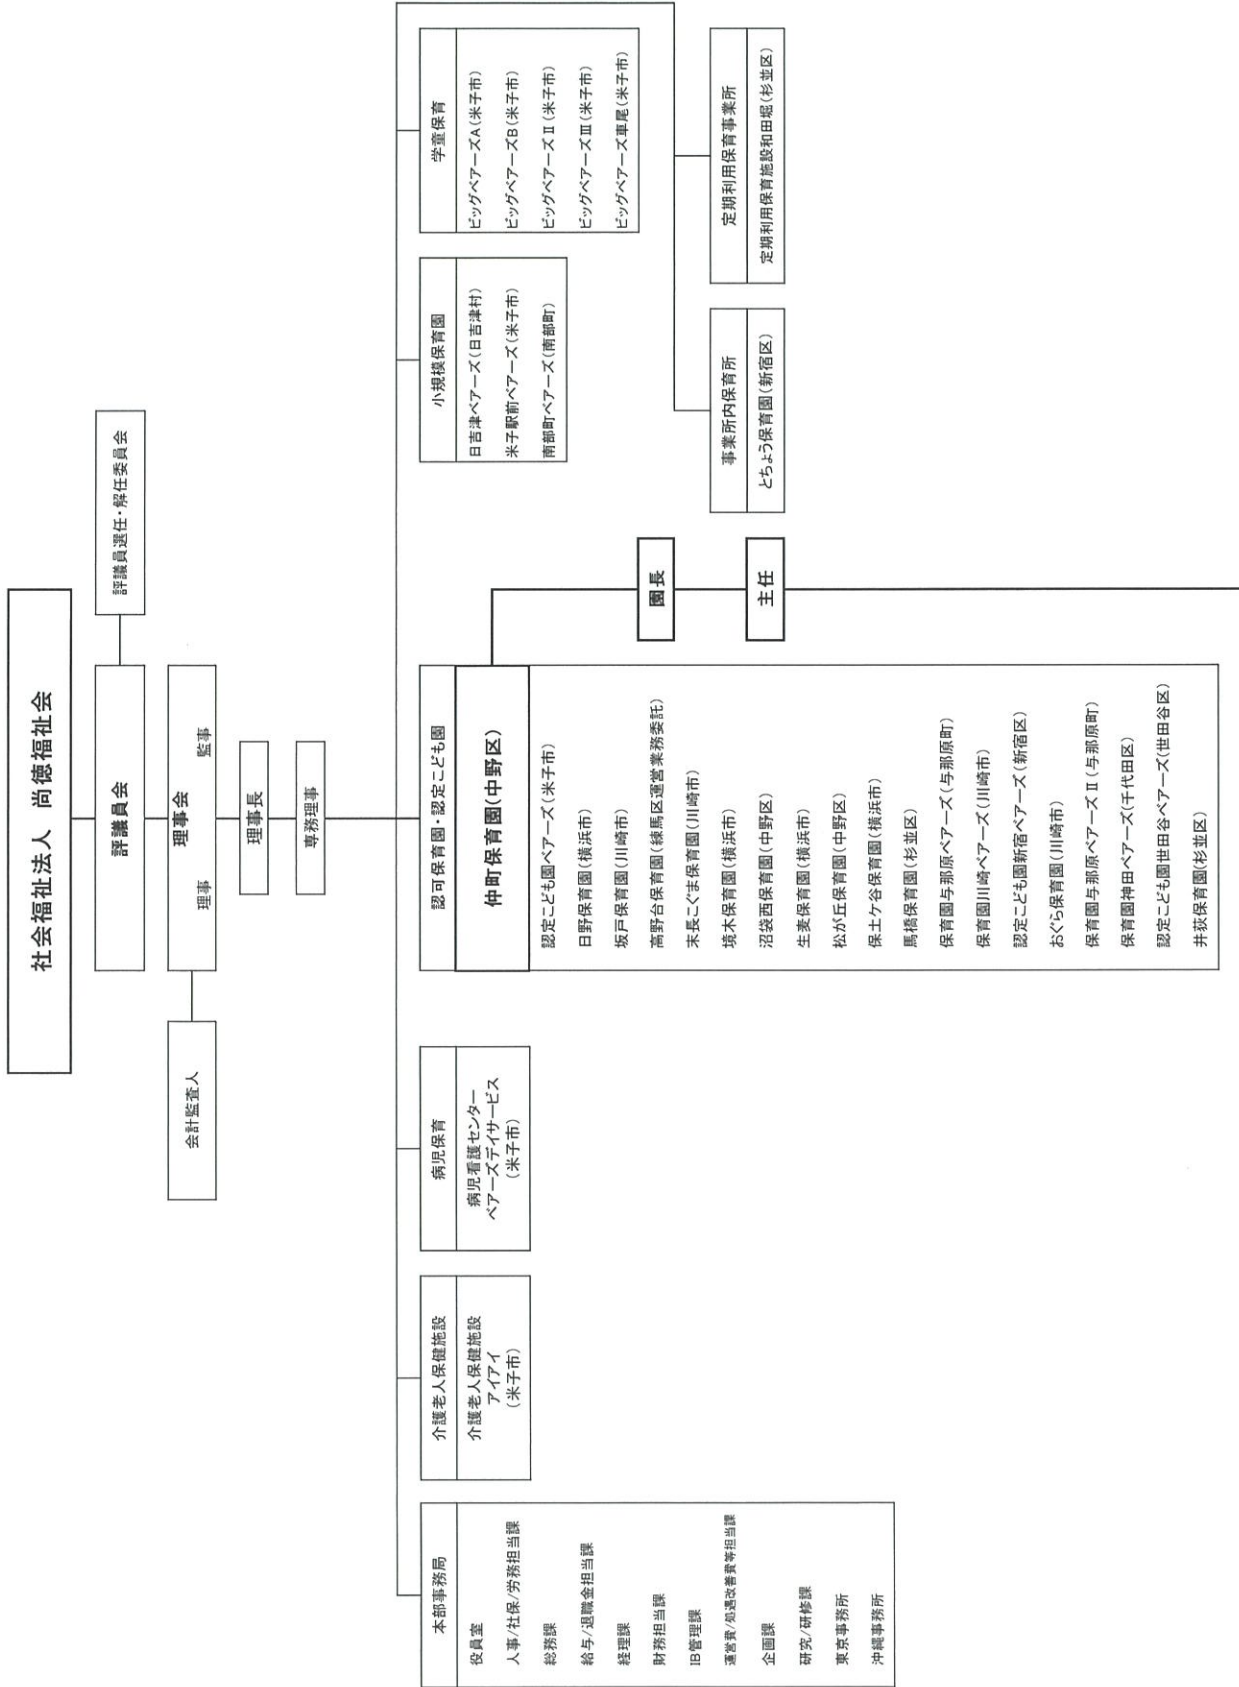 社会福祉法人 尚徳福祉会
評議員会
評議員選任・解任委員会
会計監査人
理事会
理事 監事
理事長
専務理事
本部事務局
役員室
人事/社保/労務担当課
総務課
給与/退職金担当課
経理課
財務担当課
IB管理課
運営費/処遇改善費等担当課
企画課
研究/研修課
東京事務所
沖縄事務所
介護老人保健施設
介護老人保健施設
アイアイ
(米子市)
病児保育
病児看護センター
ベアーズデイサービス
(米子市)
認可保育園・認定こども園
仲町保育園(中野区)
認定こども園ベアーズ(米子市)
日野保育園(横浜市)
坂戸保育園(川崎市)
高野台保育園(練馬区運営業務委託)
末長こぐま保育園(川崎市)
境木保育園(横浜市)
沼袋西保育園(中野区)
生麦保育園(横浜市)
松が丘保育園(中野区)
保土ケ谷保育園(横浜市)
馬橋保育園(杉並区)
保育園与那原ベアーズ(与那原町)
保育園川崎ベアーズ(川崎市)
認定こども園新宿ベアーズ(新宿区)
おぐら保育園(川崎市)
保育園与那原ベアーズⅡ(与那原町)
保育園神田ベアーズ(千代田区)
認定こども園世田谷ベアーズ(世田谷区)
井荻保育園(杉並区)
園長
主任
小規模保育園
日吉津ベアーズ(日吉津村)
米子駅前ベアーズ(米子市)
南部町ベアーズ(南部町)
学童保育
ビッグベアーズA(米子市)
ビッグベアーズB(米子市)
ビッグベアーズⅡ(米子市)
ビッグベアーズⅢ(米子市)
ビッグベアーズ車尾(米子市)
事業所内保育所
とちょう保育園(新宿区)
定期利用保育事業所
定期利用保育施設和田堀(杉並区)